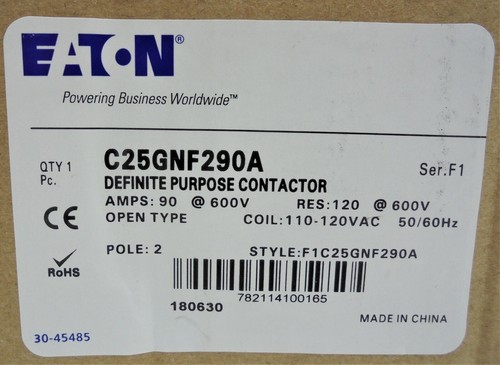 EATON®
Powering Business Worldwide™
QTY 1 Pc.
C25GNF290A
Ser.F1
DEFINITE PURPOSE CONTACTOR
AMPS: 90 @ 600V RES: 120 @ 600V
OPEN TYPE COIL: 110-120VAC 50/60Hz
CE
POLE: 2 STYLE: F1C25GNF290A
RoHS
782114100165
180630
MADE IN CHINA
30-45485